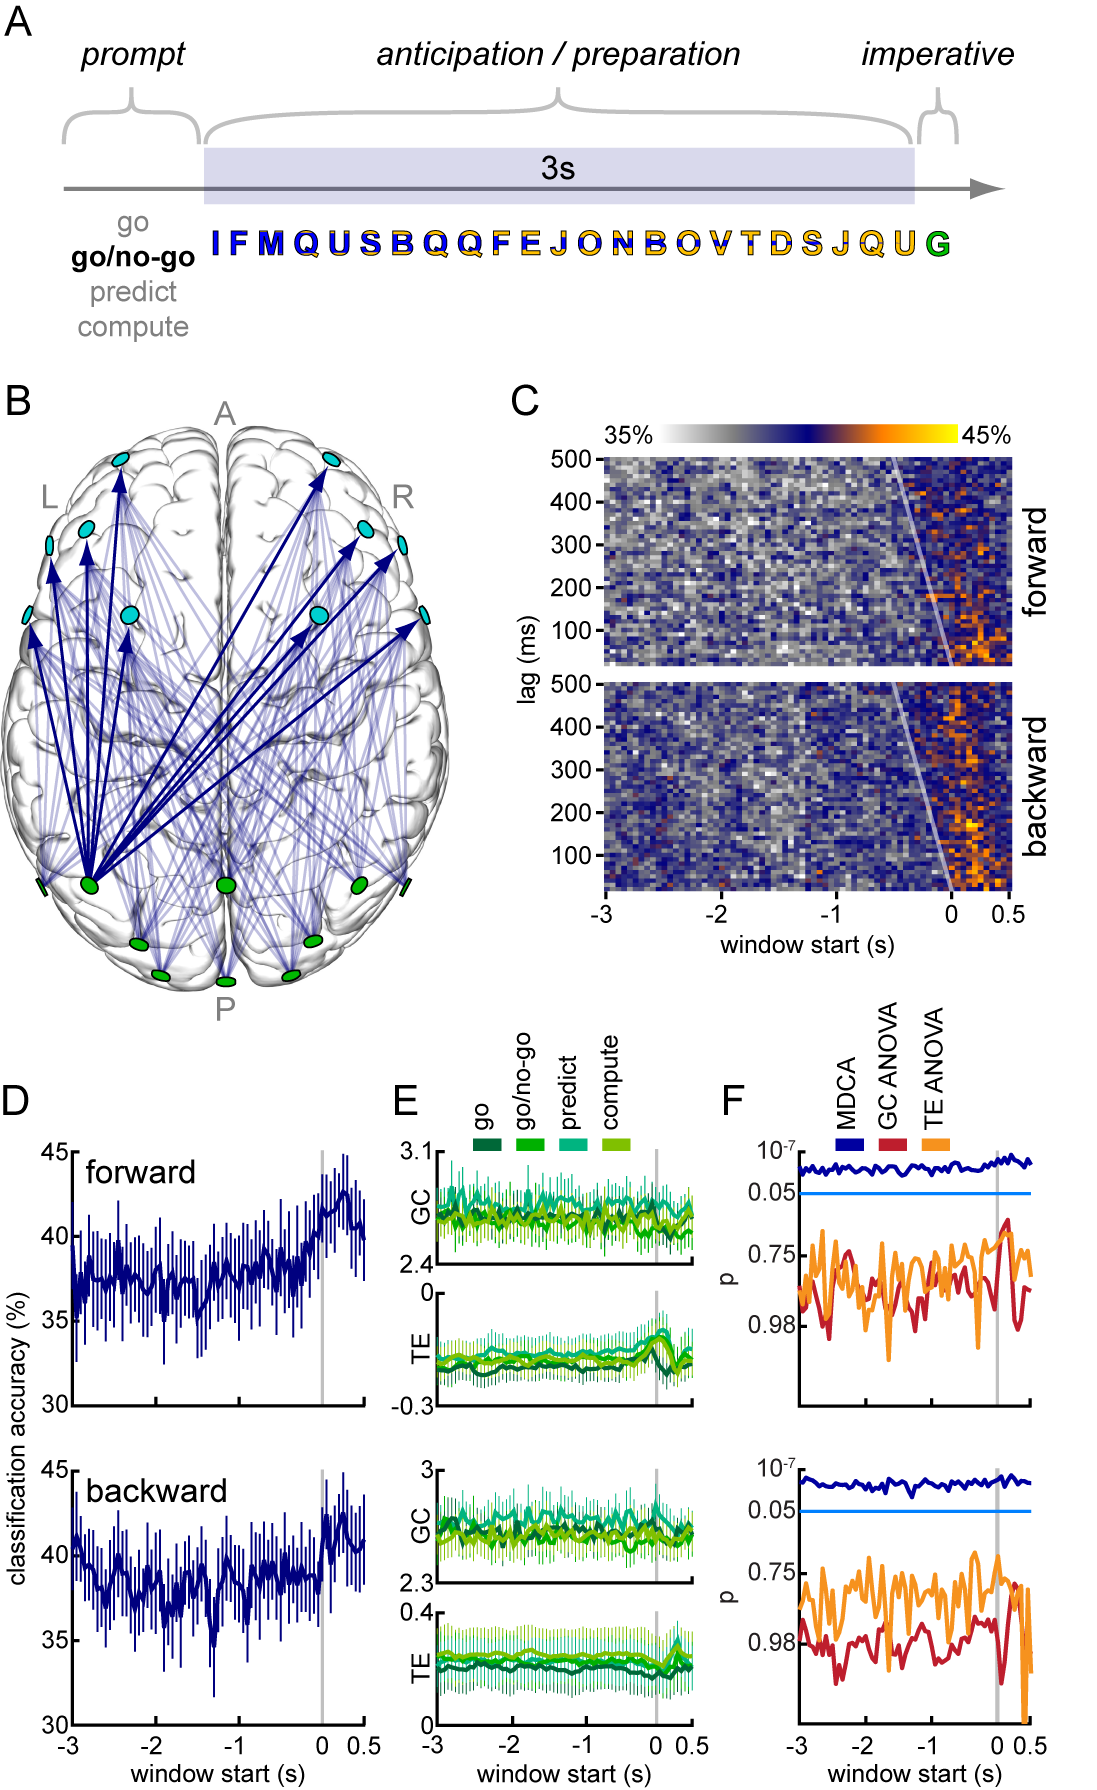 A
prompt anticipation / preparation imperative
3s
go
go/no-go
predict
compute
I F M Q U S B Q Q F E J O N B O V T D S J Q U G
B
A
L
R
P
C
35% 45%
500
400
300
200
100
forward
500
400
300
200
100
backward
lag (ms)
-3 -2 -1 0 0.5
window start (s)
D
classification accuracy (%)
45
forward
40
35
30
45
backward
40
35
30
-3 -2 -1 0 0.5
window start (s)
E
go
go/no-go
predict
compute
3.1
GC
2.4
0
TE
-0.3
3
GC
2.3
0.4
TE
0
-3 -2 -1 0 0.5
window start (s)
F
MDCA
GC ANOVA
TE ANOVA
10-7
0.05
0.75
p
0.98
10-7
0.05
0.75
p
0.98
-3 -2 -1 0 0.5
window start (s)